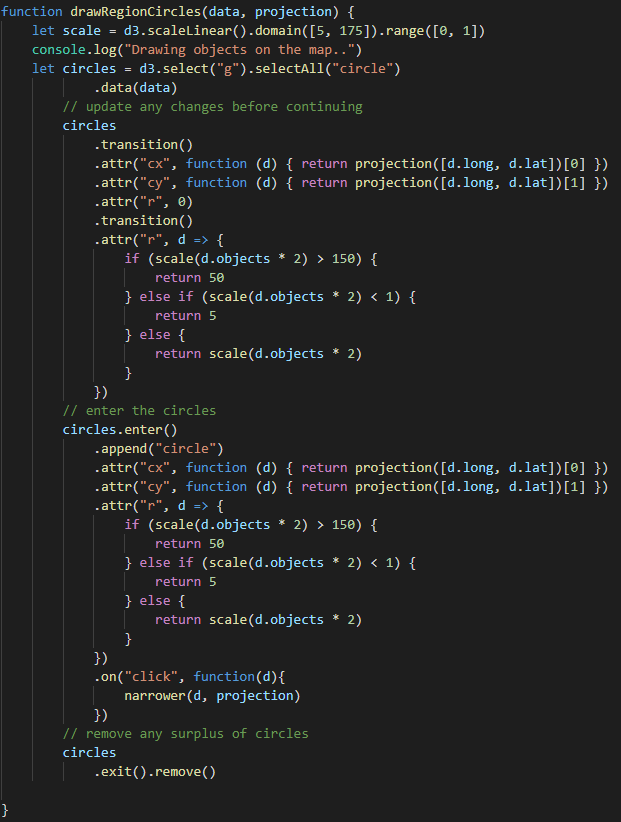 function drawRegionCircles(data, projection) {
    let scale = d3.scaleLinear().domain([5, 175]).range([0, 1])
    console.log("Drawing objects on the map..")
    let circles = d3.select("g").selectAll("circle")
            .data(data)
        // update any changes before continuing
        circles
            .transition()
            .attr("cx", function (d) { return projection([d.long, d.lat])[0] })
            .attr("cy", function (d) { return projection([d.long, d.lat])[1] })
            .attr("r", 0)
            .transition()
            .attr("r", d => {
                if (scale(d.objects * 2) > 150) {
                    return 50
                } else if (scale(d.objects * 2) < 1) {
                    return 5
                } else {
                    return scale(d.objects * 2)
                }
            })
        // enter the circles
        circles.enter()
            .append("circle")
            .attr("cx", function (d) { return projection([d.long, d.lat])[0] })
            .attr("cy", function (d) { return projection([d.long, d.lat])[1] })
            .attr("r", d => {
                if (scale(d.objects * 2) > 150) {
                    return 50
                } else if (scale(d.objects * 2) < 1) {
                    return 5
                } else {
                    return scale(d.objects * 2)
                }
            })
            .on("click", function(d){
                narrower(d, projection)
            })
        // remove any surplus of circles
        circles
            .exit().remove()
}